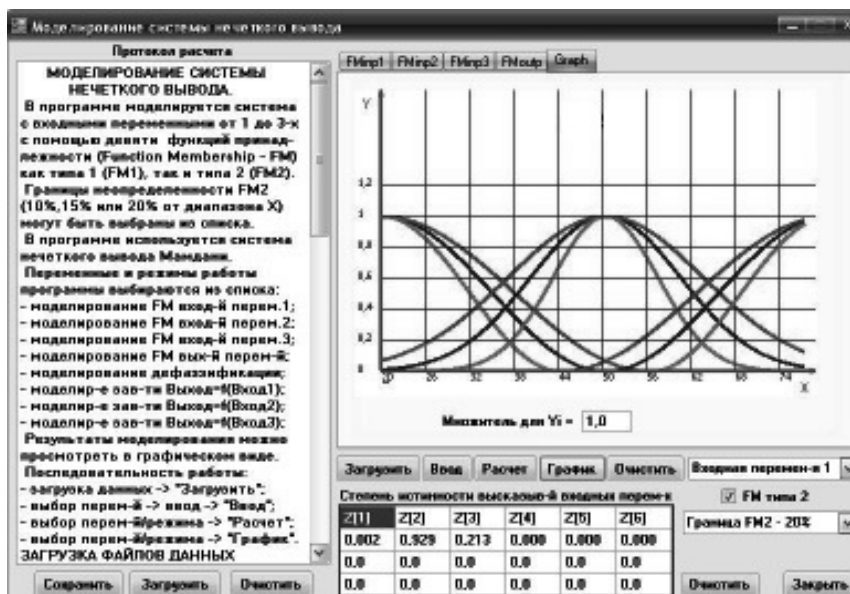 Моделирование системы нечеткого вывода
Протокол расчета
МОДЕЛИРОВАНИЕ СИСТЕМЫ
НЕЧЕТКОГО ВЫВОДА.
В программе моделируется система
с входными переменными от 1 до 3-х
с помощью девяти функций принад-
лежности (Function Membership - FM)
как типа 1 (FM1), так и типа 2 (FM2).
Границы неопределенности FM2
(10%,15% или 20% от диапазона X)
могут быть выбраны из списка.
В программе используется система
нечеткого вывода Мамдани.
Переменные и режимы работы
программы выбираются из списка:
- моделирование FM вход-й перем.1;
- моделирование FM вход-й перем.2;
- моделирование FM вход-й перем.3;
- моделирование FM вых-й перем-й;
- моделирование дефаззификации;
- моделир-е зав-ти Выход=f(Вход1);
- моделир-е зав-ти Выход=f(Вход2);
- моделир-е зав-ти Выход=f(Вход3);
Результаты моделирования можно
просмотреть в графическом виде.
Последовательность работы:
- загрузка данных -> "Загрузить";
- выбор перем-й -> ввод -> "Ввод";
- выбор перем-й/режима -> "Расчет";
- выбор перем-й/режима -> "График".
ЗАГРУЗКА ФАЙЛОВ ДАННЫХ
Сохранить Загрузить Очистить
FMinp1 FMinp2 FMinp3 FMoutp Graph
Y
1,2
1
0,8
0,6
0,4
0,2
0
20 26 32 38 44 50 56 62 68 74
X
Множитель для Yi = 1,0
Загрузить Ввод Расчет График Очистить Входная перемен-я 1
Степень истинности высказыв-й входных перем-х
FM типа 2
Z[1] Z[2] Z[3] Z[4] Z[5] Z[6]
Граница FM2 - 20%
0.002 0.929 0.213 0.000 0.000 0.000
0.0 0.0 0.0 0.0 0.0 0.0
0.0 0.0 0.0 0.0 0.0 0.0
Очистить Закрыть